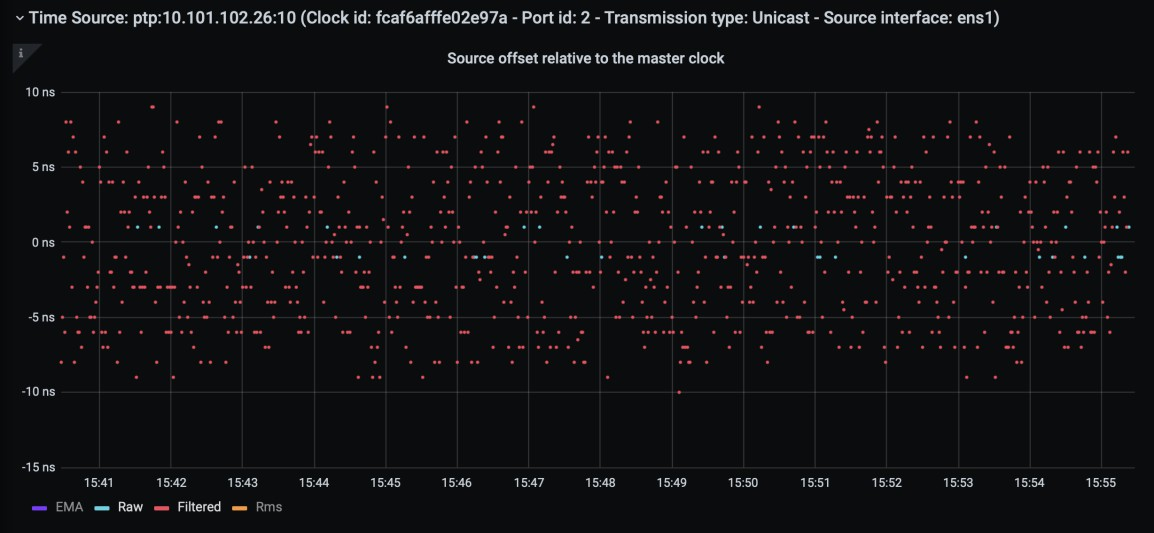 Time Source: ptp:10.101.102.26:10 (Clock id: fcaf6afffe02e97a - Port id: 2 - Transmission type: Unicast - Source interface: ens1)
i
Source offset relative to the master clock
10 ns
5 ns
0 ns
-5 ns
-10 ns
-15 ns
15:41 15:42 15:43 15:44 15:45 15:46 15:47 15:48 15:49 15:50 15:51 15:52 15:53 15:54 15:55
EMA Raw Filtered Rms